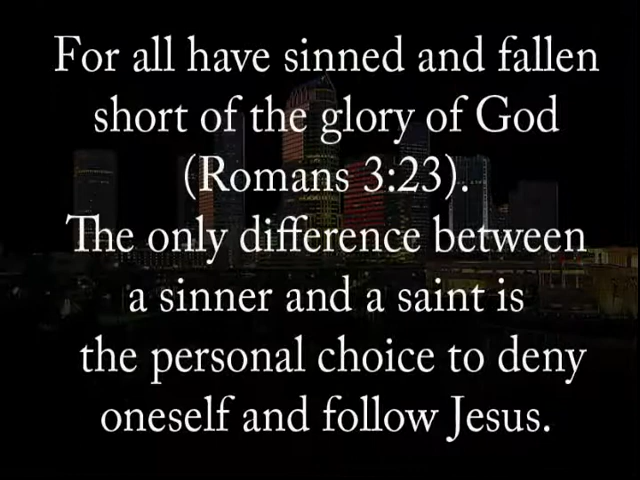 For all have sinned and fallen
short of the glory of God
(Romans 3:23).
The only difference between
a sinner and a saint is
the personal choice to deny
oneself and follow Jesus.